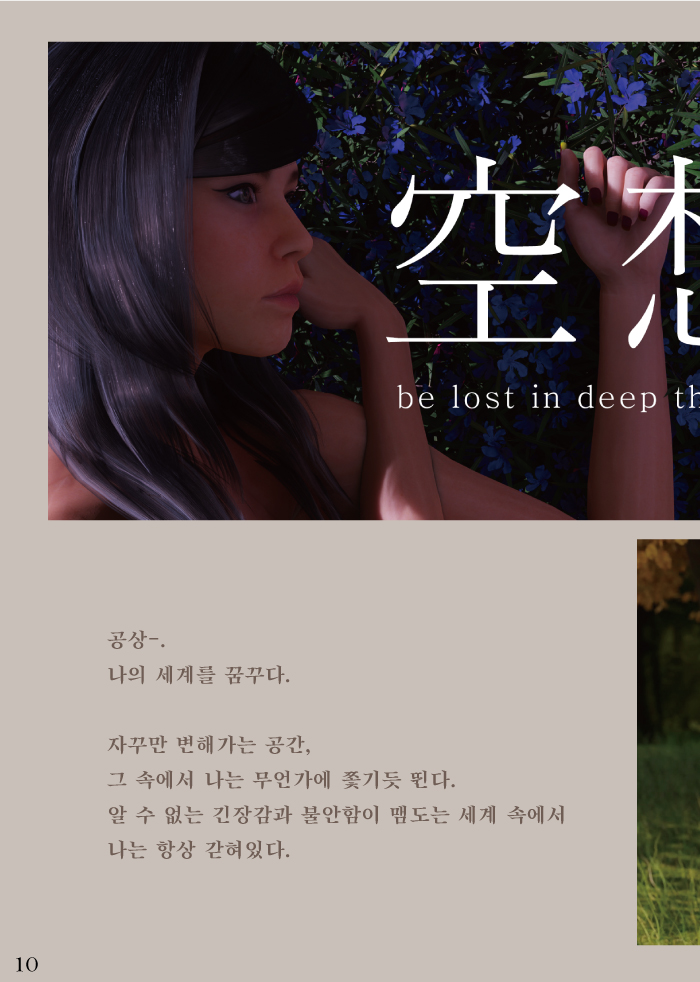 空想
be lost in deep th
공상-.
나의 세계를 꿈꾸다.
자꾸만 변해가는 공간,
그 속에서 나는 무언가에 쫓기듯 뛴다.
알 수 없는 긴장감과 불안함이 맴도는 세계 속에서
나는 항상 갇혀있다.
10